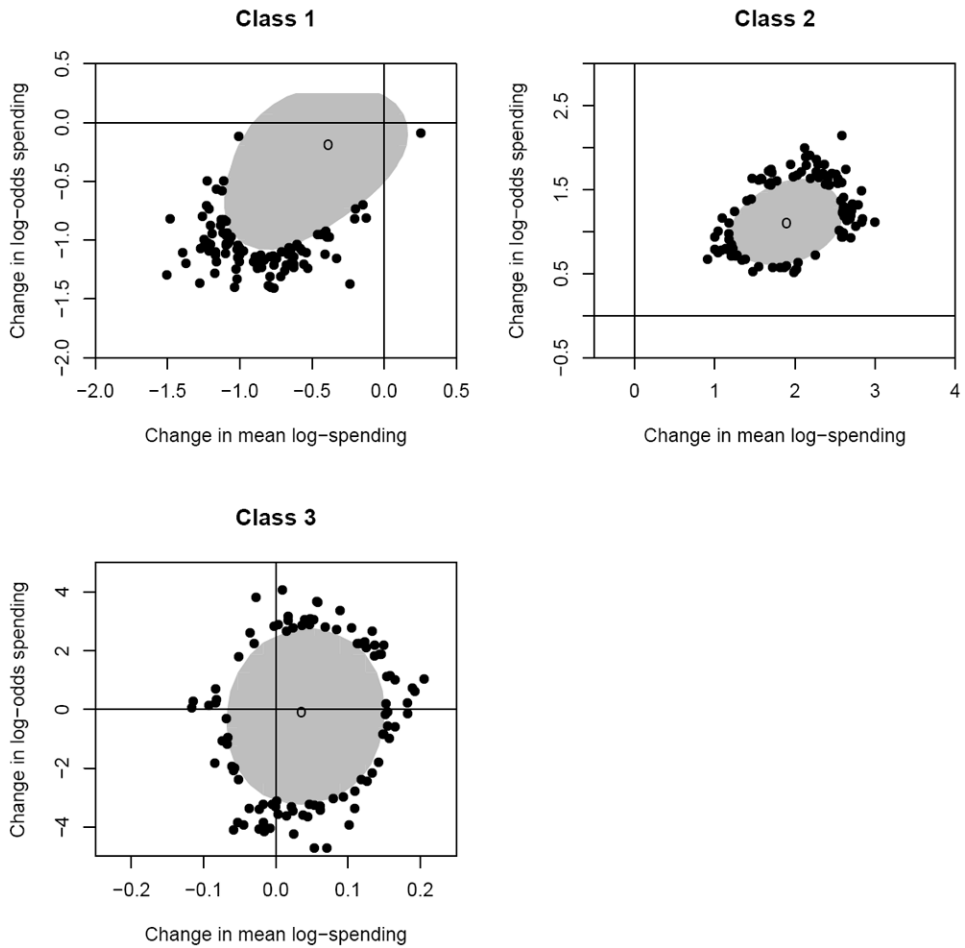 Class 1
Change in log−odds spending
0.5
0.0
−0.5
−1.0
−1.5
−2.0
O
−2.0 −1.5 −1.0 −0.5 0.0 0.5
Change in mean log−spending
Class 2
Change in log−odds spending
2.5
1.5
0.5
−0.5
O
0 1 2 3 4
Change in mean log−spending
Class 3
Change in log−odds spending
4
2
0
−2
−4
O
−0.2 −0.1 0.0 0.1 0.2
Change in mean log−spending